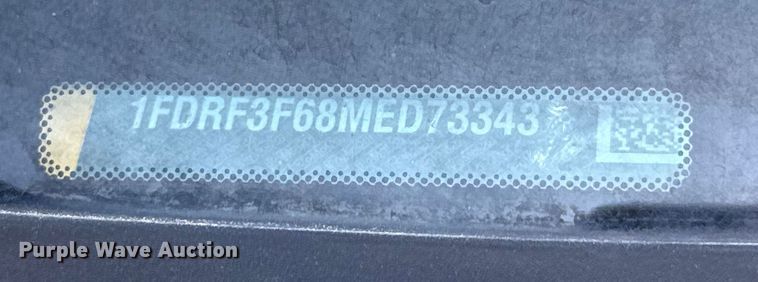 1FDRF3F68MED73343
Purple Wave Auction